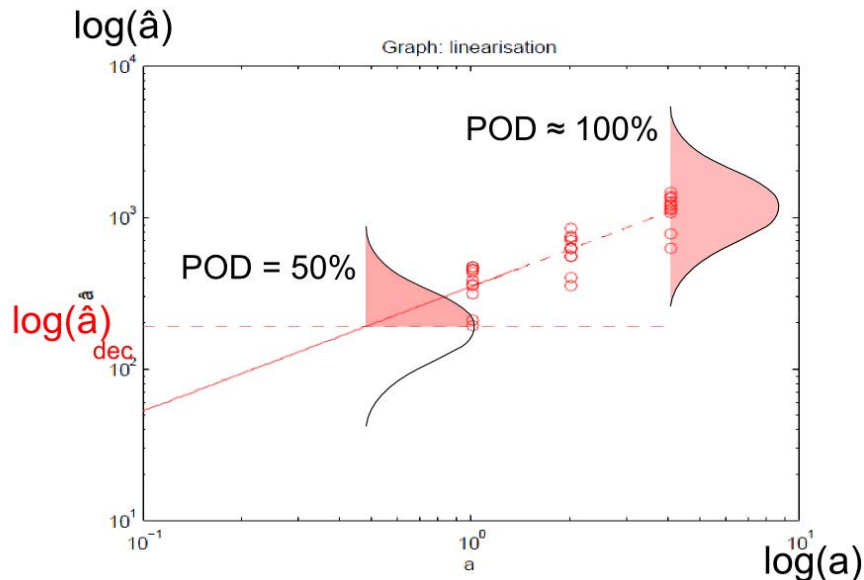 log(â)
Graph: linearisation
10⁴
POD ≈ 100%
10³
POD = 50%
â
log(â)
dec
10²
10¹
10⁻¹
10⁰
10¹
a
log(a)